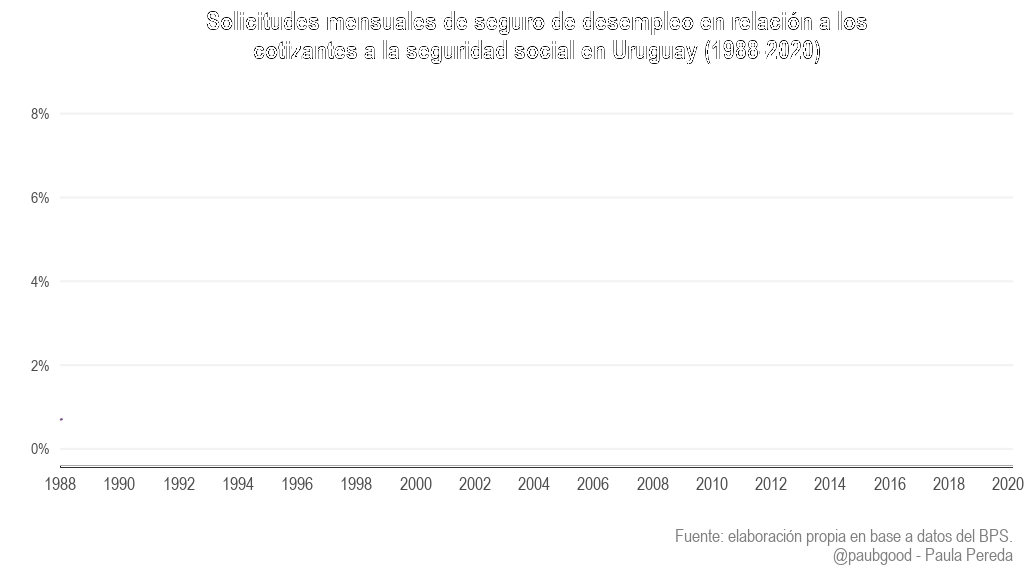 Solicitudes mensuales de seguro de desempleo en relación a los
cotizantes a la seguridad social en Uruguay (1988-2020)
8%
6%
4%
2%
0%
1988 1990 1992 1994 1996 1998 2000 2002 2004 2006 2008 2010 2012 2014 2016 2018 2020
Fuente: elaboración propia en base a datos del BPS.
@paubgood - Paula Pereda